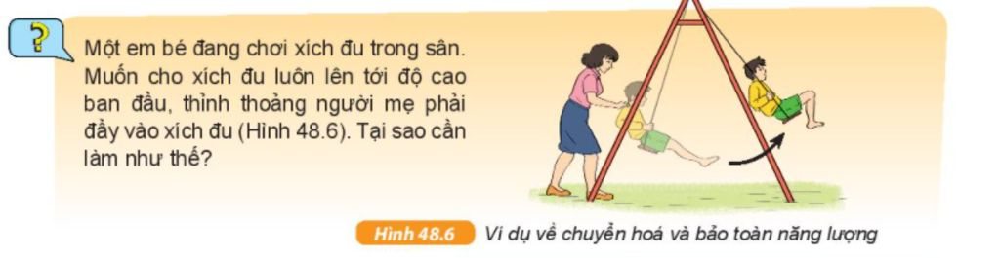 ?
Một em bé đang chơi xích đu trong sân.
Muốn cho xích đu luôn lên tới độ cao
ban đầu, thỉnh thoảng người mẹ phải
đẩy vào xích đu (Hình 48.6). Tại sao cần
làm như thế?
Hình 48.6 Ví dụ về chuyển hoá và bảo toàn năng lượng